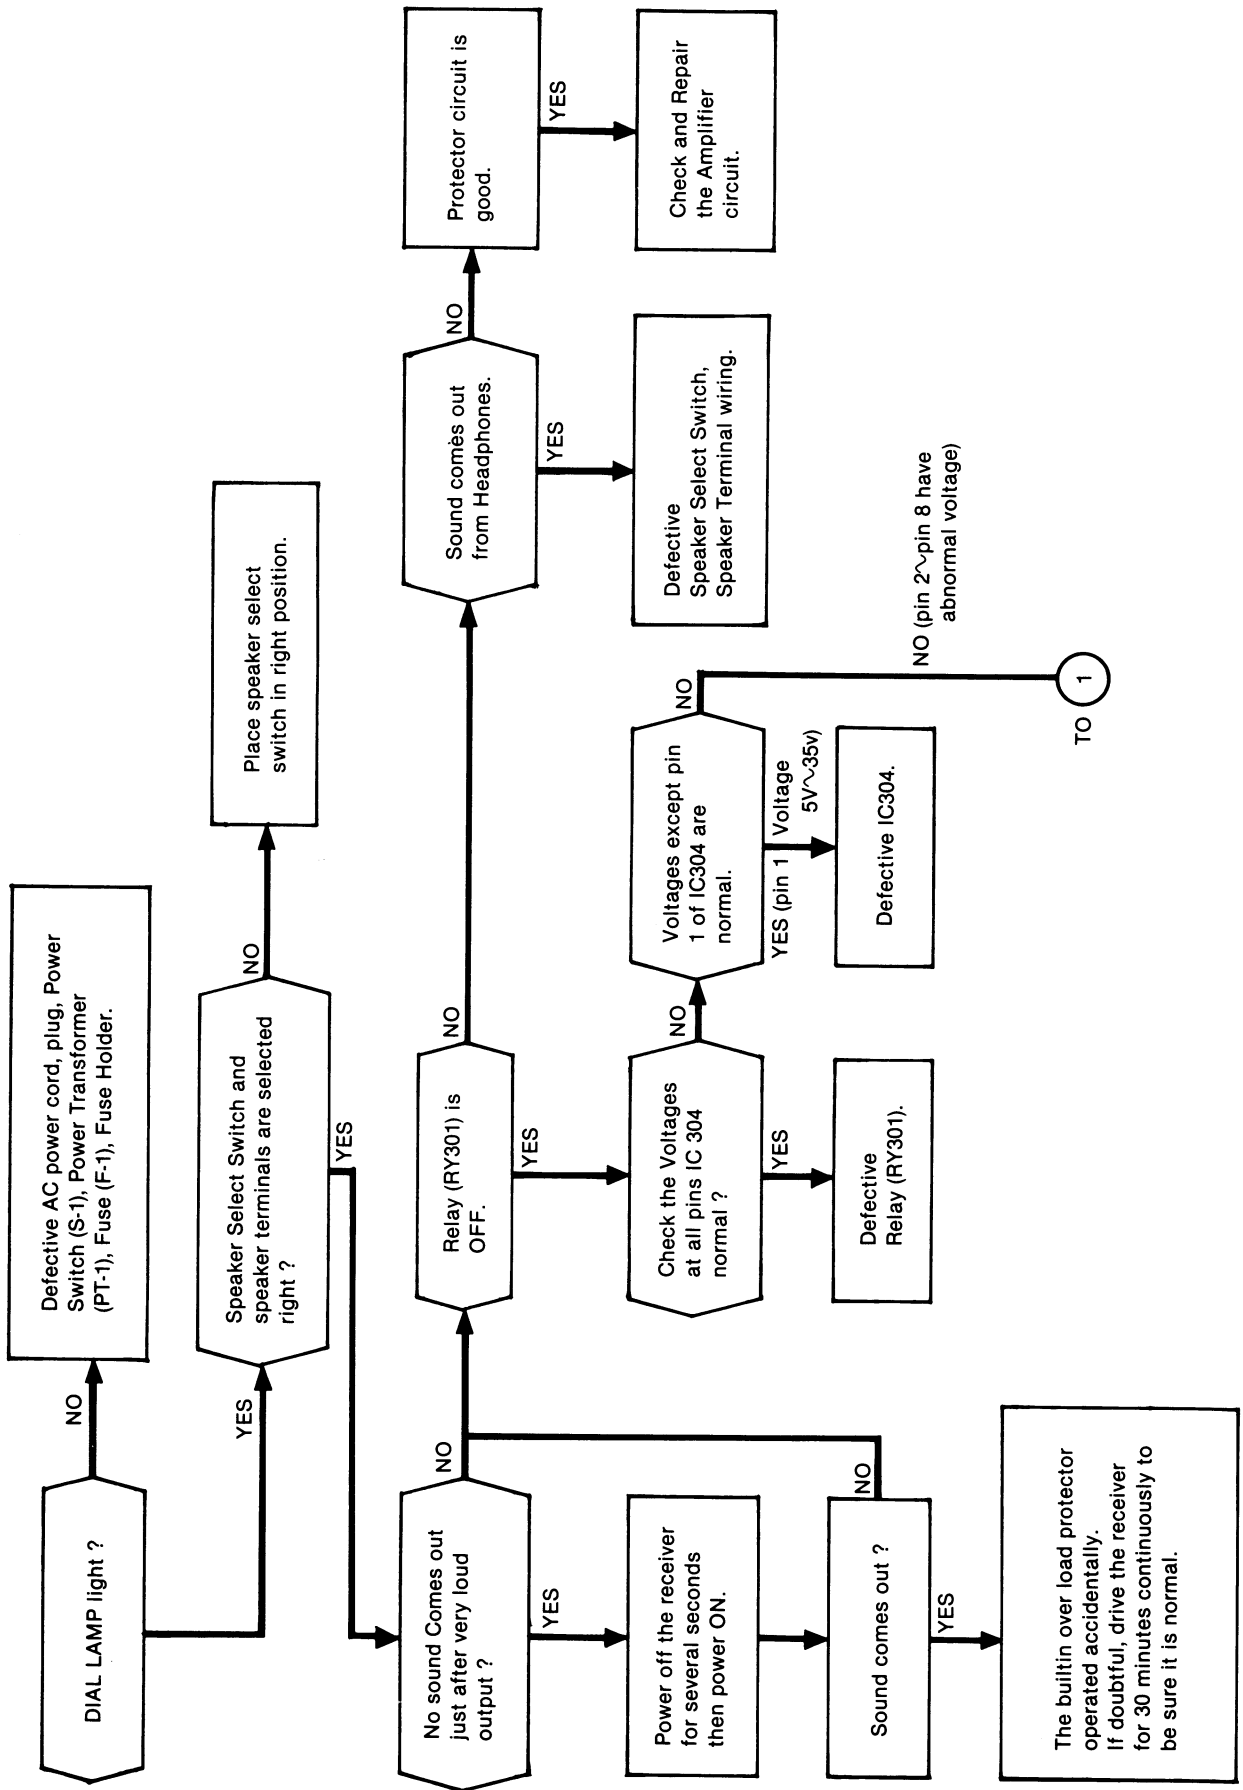 DIAL LAMP light ?
NO
Defective AC power cord, plug, Power
Switch (S-1), Power Transformer
(PT-1), Fuse (F-1), Fuse Holder.
YES
Speaker Select Switch and
speaker terminals are selected
right ?
NO
Place speaker select
switch in right position.
YES
No sound Comes out
just after very loud
output ?
NO
Relay (RY301) is
OFF.
NO
Sound comes out
from Headphones.
NO
Protector circuit is
good.
YES
Power off the receiver
for several seconds
then power ON.
YES
Check the Voltages
at all pins IC 304
normal ?
NO
Voltages except pin
1 of IC304 are
normal.
NO
YES
Defective
Speaker Select Switch,
Speaker Terminal wiring.
YES
Check and Repair
the Amplifier
circuit.
Sound comes out ?
NO
YES
Defective
Relay (RY301).
YES (pin 1 Voltage
5V~35v)
Defective IC304.
NO (pin 2~pin 8 have
abnormal voltage)
YES
The builtin over load protector
operated accidentally.
If doubtful, drive the receiver
for 30 minutes continuously to
be sure it is normal.
TO 1